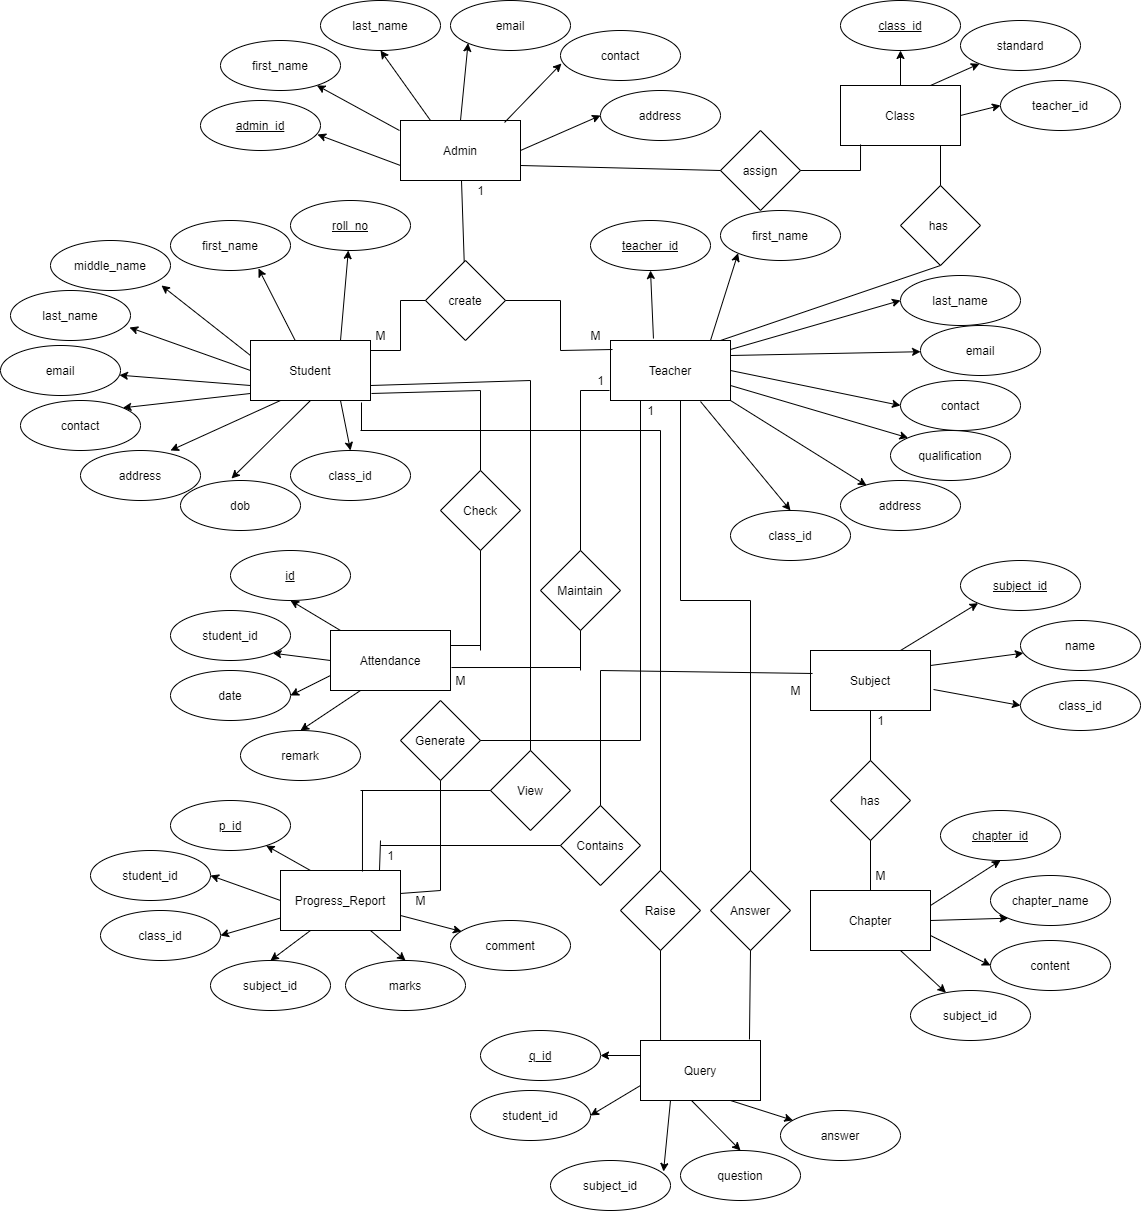 last_name
email
class_id
standard
first_name
contact
teacher_id
admin_id
address
Class
Admin
assign
1
roll_no
first_name
has
first_name
teacher_id
middle_name
last_name
create
last_name
M
M
email
email
Student
Teacher
1
contact
1
contact
qualification
address
class_id
address
dob
Check
class_id
id
Maintain
subject_id
student_id
name
Attendance
M
Subject
M
date
class_id
1
Generate
remark
View
has
p_id
Contains
chapter_id
1
student_id
M
Progress_Report
M
chapter_name
Raise
Answer
Chapter
class_id
comment
content
subject_id
marks
subject_id
q_id
Query
student_id
answer
question
subject_id